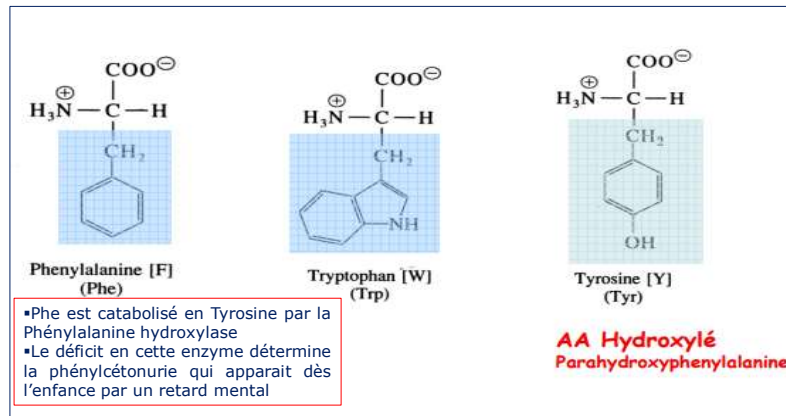 COO⊖
⊕
H₃N—C—H
CH₂
Phenylalanine [F]
(Phe)
COO⊖
⊕
H₃N—C—H
CH₂
NH
Tryptophan [W]
(Trp)
COO⊖
⊕
H₃N—C—H
CH₂
OH
Tyrosine [Y]
(Tyr)
▪Phe est catabolisé en Tyrosine par la
Phénylalanine hydroxylase
▪Le déficit en cette enzyme détermine
la phénylcétonurie qui apparait dès
l’enfance par un retard mental
AA Hydroxylé
Parahydroxyphenylalanine